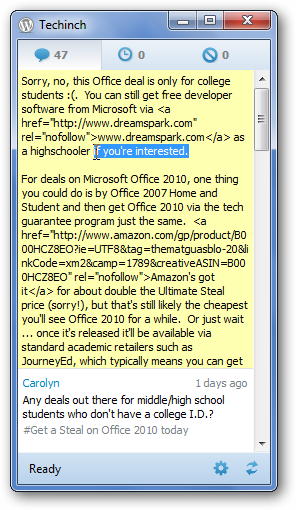 Techinch
47 0 0
Sorry, no, this Office deal is only for college
students :(.  You can still get free developer
software from Microsoft via <a
href="http://www.dreamspark.com"
rel="nofollow">www.dreamspark.com</a> as
a highschooler if you're interested.
For deals on Microsoft Office 2010, one thing
you could do is by Office 2007 Home and
Student and then get Office 2010 via the tech
guarantee program just the same.   <a
href="http://www.amazon.com/gp/product/B0
00HCZ8EO?ie=UTF8&tag=thematguasblo-20&li
nkCode=xm2&camp=1789&creativeASIN=B00
0HCZ8EO" rel="nofollow">Amazon's got
it</a> for about double the Ultimate Steal
price (sorry!), but that's still likely the cheapest
you'll see Office 2010 for a while.  Or just wait
... once it's released it'll be available via
standard academic retailers such as
JourneyEd, which typically means you can get
Carolyn 1 days ago
Any deals out there for middle/high school
students who don't have a college I.D.?
#Get a Steal on Office 2010 today
Ready